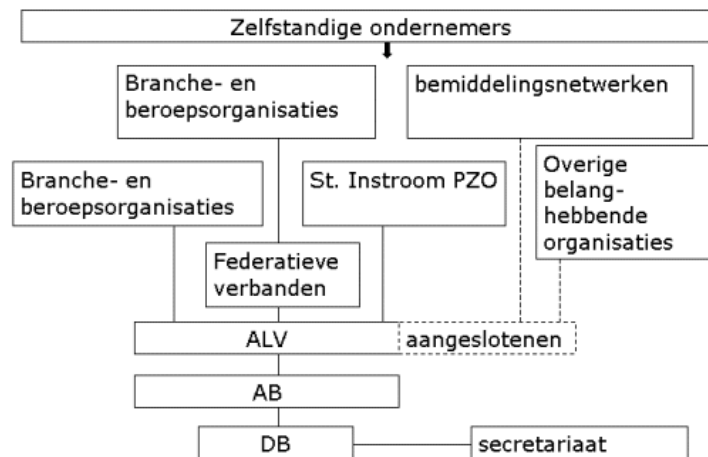 Zelfstandige ondernemers
Branche- en
beroepsorganisaties
bemiddelingsnetwerken
Branche- en
beroepsorganisaties
St. Instroom PZO
Overige
belang-
hebbende
organisaties
Federatieve
verbanden
ALV
aangeslotenen
AB
DB
secretariaat